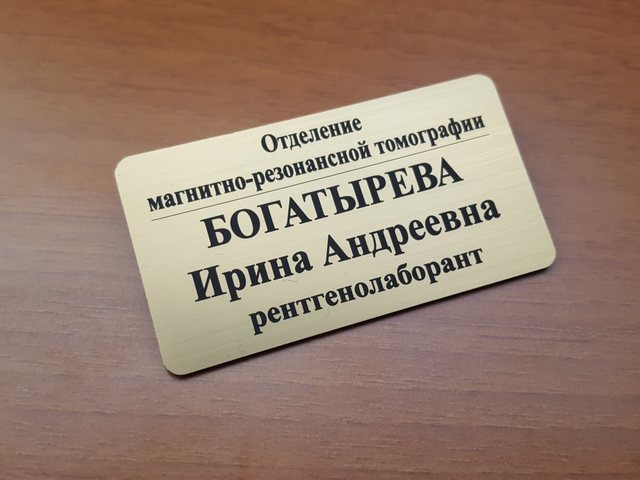 Отделение
магнитно-резонансной томографии
БОГАТЫРЕВА
Ирина Андреевна
рентгенолаборант